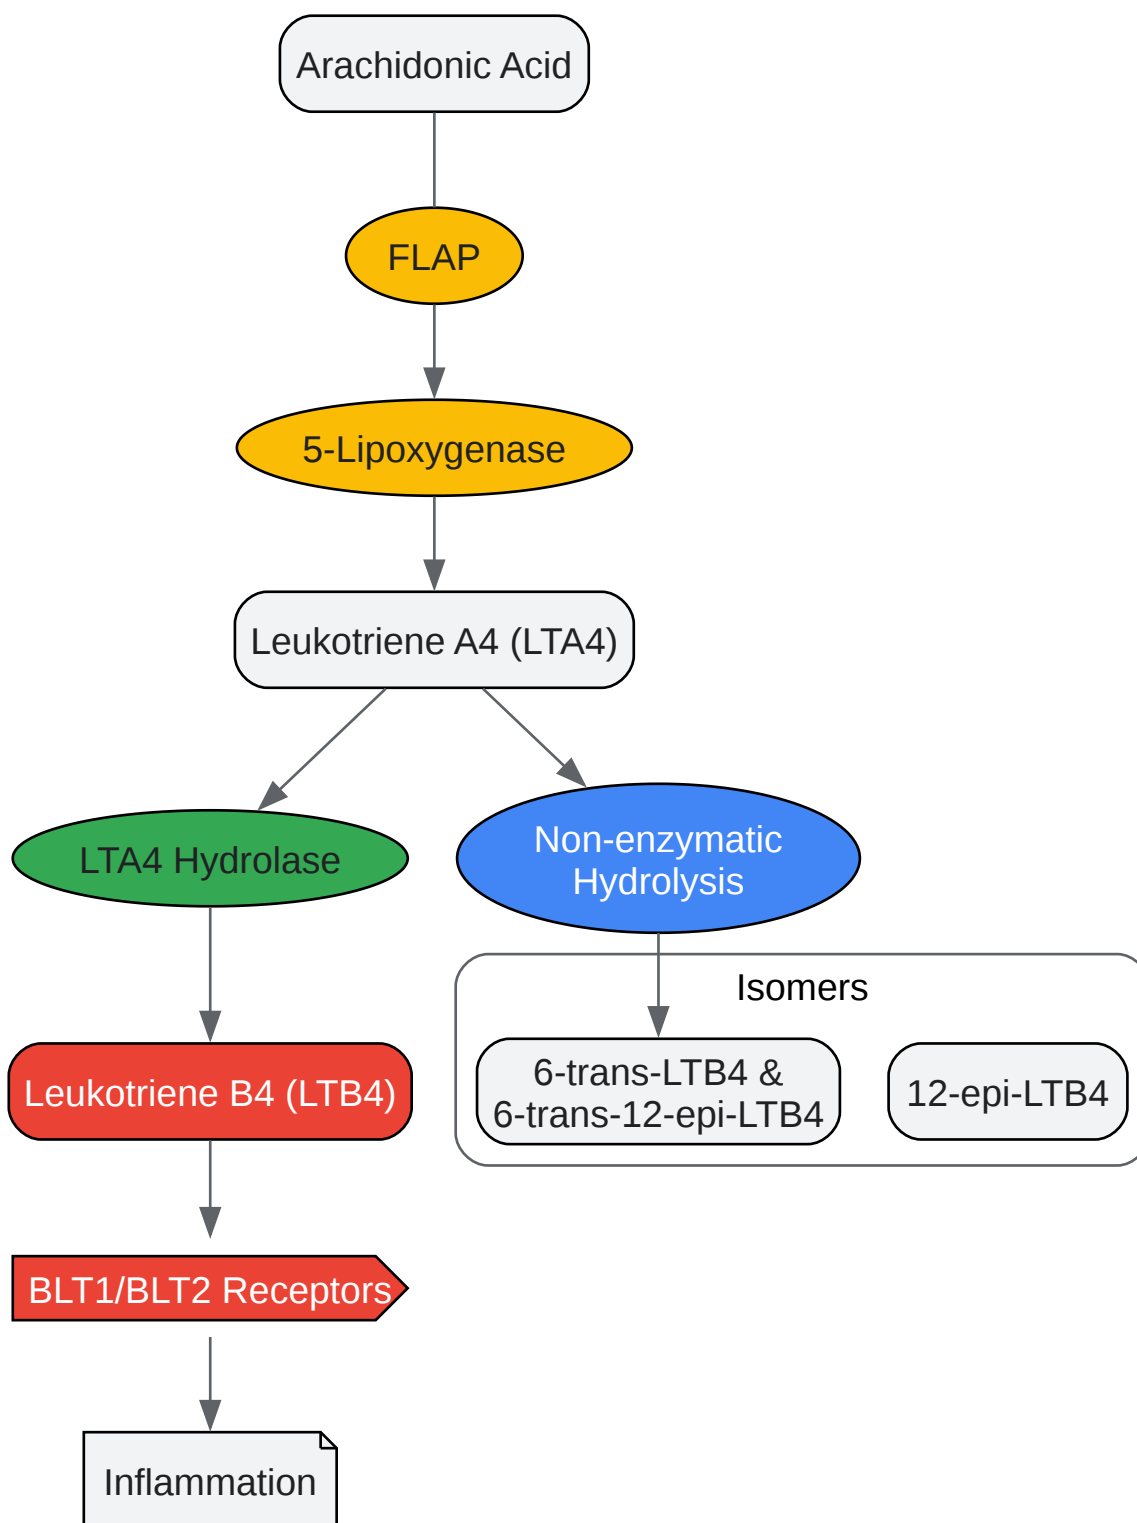 Arachidonic Acid
FLAP
5-Lipoxygenase
Leukotriene A4 (LTA4)
LTA4 Hydrolase
Non-enzymatic
Hydrolysis
Isomers
Leukotriene B4 (LTB4)
6-trans-LTB4 &
6-trans-12-epi-LTB4
12-epi-LTB4
BLT1/BLT2 Receptors
Inflammation